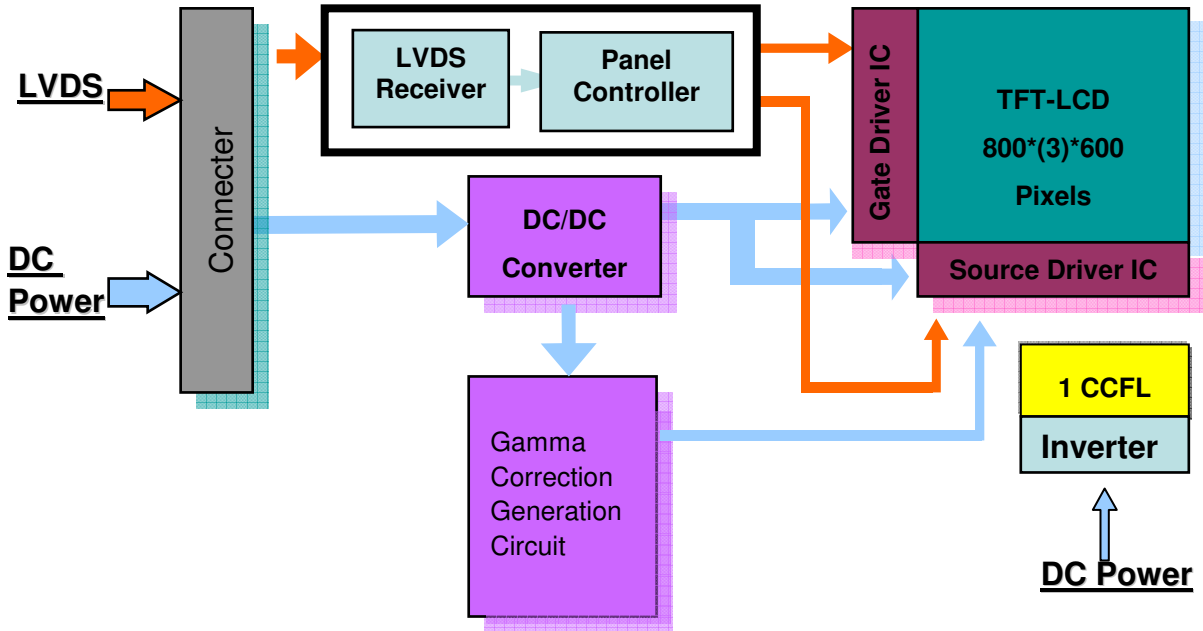 LVDS
DC
Power
Connecter
LVDS
Receiver
Panel
Controller
DC/DC
Converter
Gamma
Correction
Generation
Circuit
Gate Driver IC
TFT-LCD
800*(3)*600
Pixels
Source Driver IC
1 CCFL
Inverter
DC Power